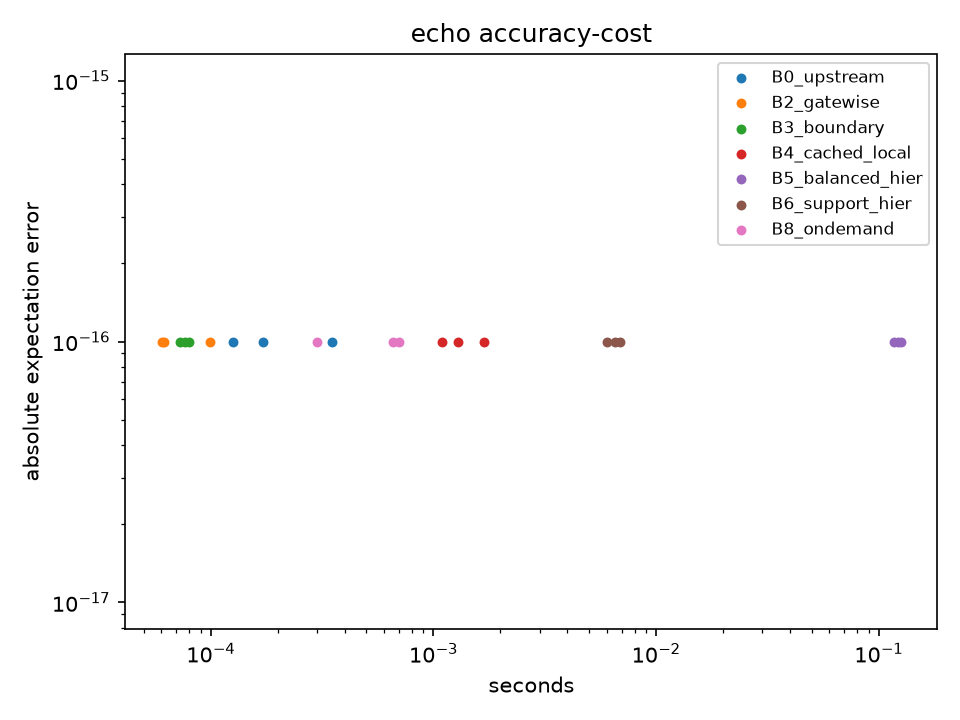 echo accuracy-cost
10⁻¹⁵
10⁻¹⁶
10⁻¹⁷
absolute expectation error
B0_upstream
B2_gatewise
B3_boundary
B4_cached_local
B5_balanced_hier
B6_support_hier
B8_ondemand
10⁻⁴ 10⁻³ 10⁻² 10⁻¹
seconds